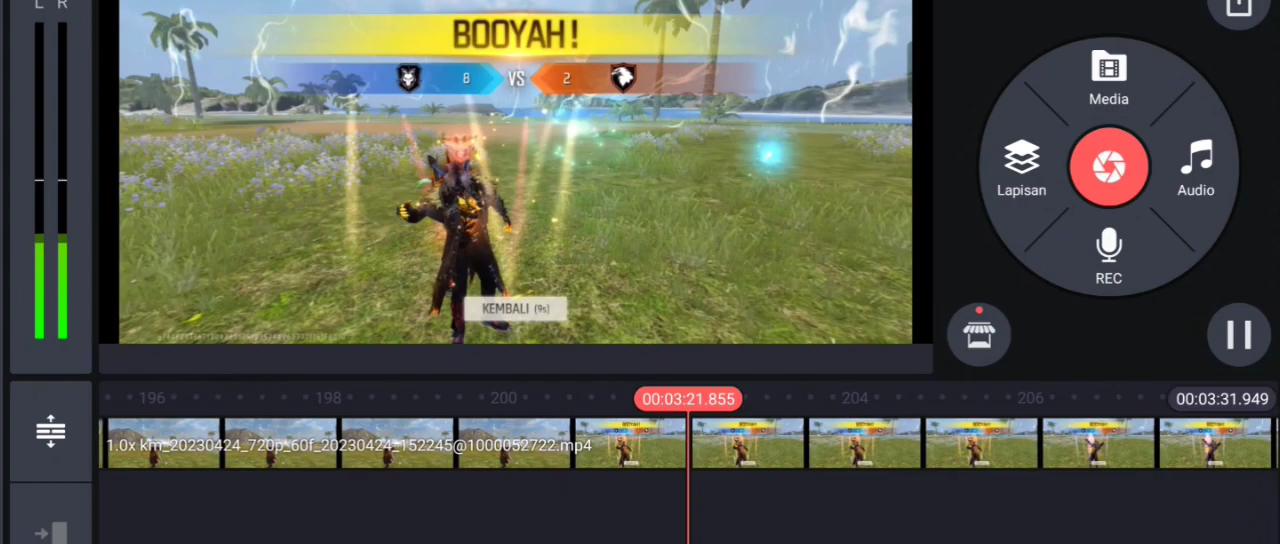 L R
BOOYAH!
8 VS 2
Media
Lapisan
Audio
REC
KEMBALI (9s)
196 198 200 00:03:21.855 204 206 00:03:31.949
1.0x km_20230424_720p_60f_20230424_152245@1000052722.mp4